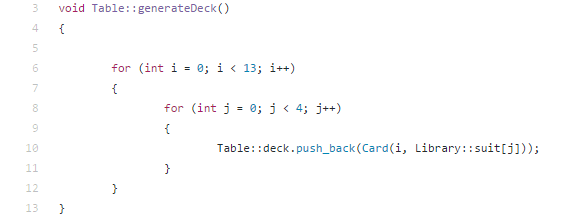 3 void Table::generateDeck()
4 {
5
6 for (int i = 0; i < 13; i++)
7 {
8 for (int j = 0; j < 4; j++)
9 {
10 Table::deck.push_back(Card(i, Library::suit[j]));
11 }
12 }
13 }